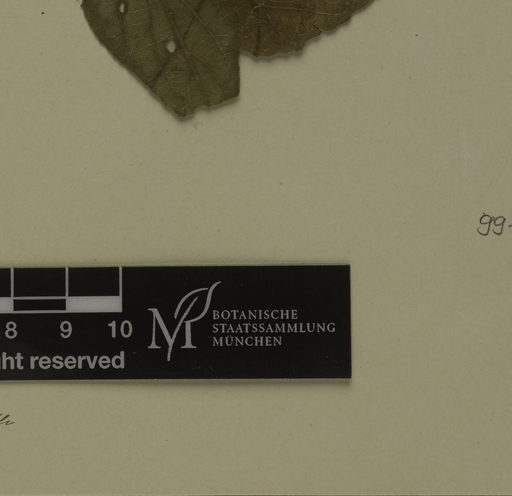 99-
8 9 10
BOTANISCHE
STAATSSAMMLUNG
MÜNCHEN
ght reserved